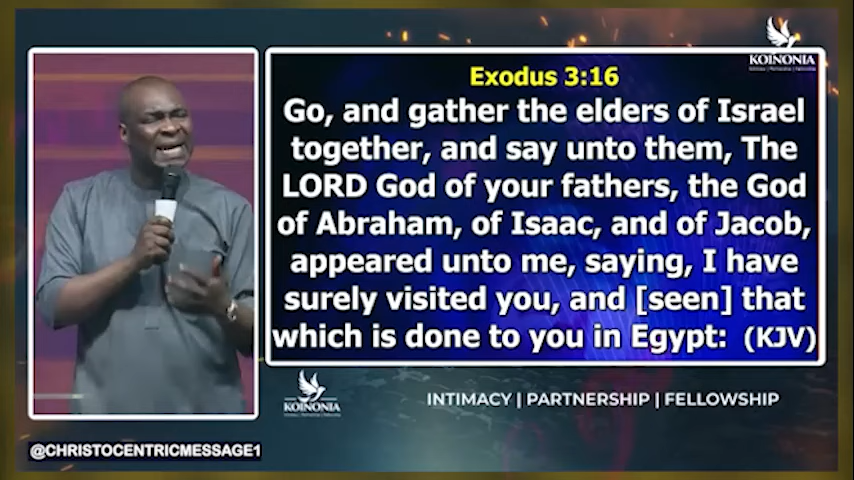 KOINONIA
Exodus 3:16
Go, and gather the elders of Israel
together, and say unto them, The
LORD God of your fathers, the God
of Abraham, of Isaac, and of Jacob,
appeared unto me, saying, I have
surely visited you, and [seen] that
which is done to you in Egypt: (KJV)
KOINONIA
INTIMACY | PARTNERSHIP | FELLOWSHIP
@CHRISTOCENTRICMESSAGE1